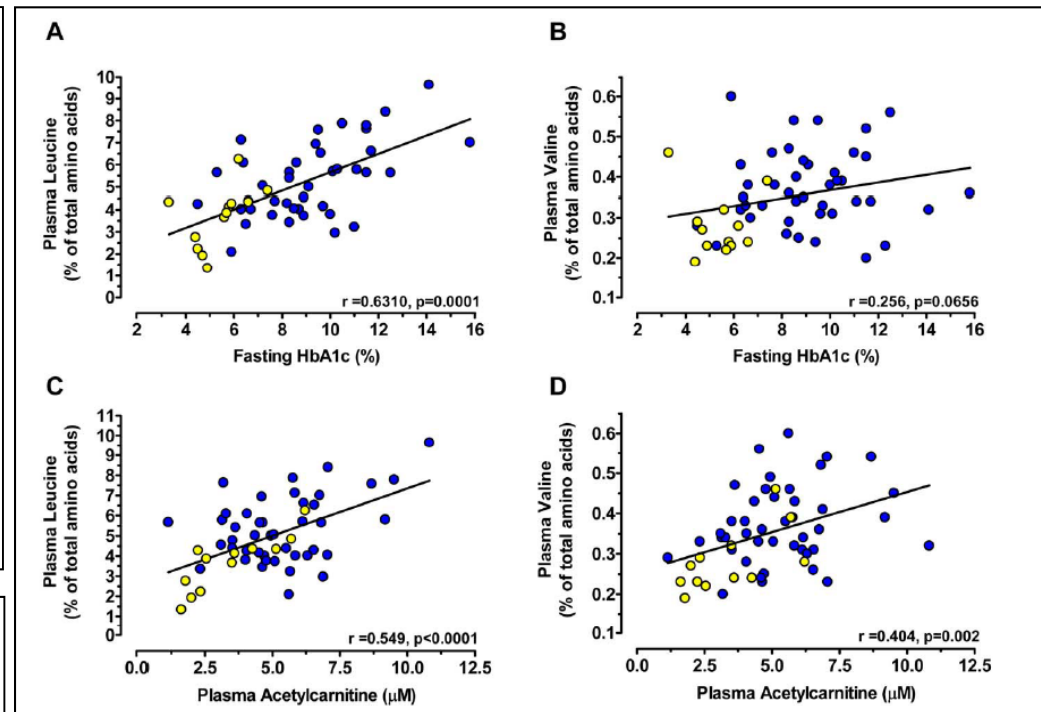 A
Plasma Leucine
(% of total amino acids)
10
9
8
7
6
5
4
3
2
1
0
r =0.6310, p=0.0001
2 4 6 8 10 12 14 16
Fasting HbA1c (%)
B
Plasma Valine
(% of total amino acids)
0.6
0.5
0.4
0.3
0.2
0.1
r =0.256, p=0.0656
2 4 6 8 10 12 14 16
Fasting HbA1c (%)
C
Plasma Leucine
(% of total amino acids)
11
10
9
8
7
6
5
4
3
2
1
0
r =0.549, p<0.0001
0.0 2.5 5.0 7.5 10.0 12.5
Plasma Acetylcarnitine (μM)
D
Plasma Valine
(% of total amino acids)
0.6
0.5
0.4
0.3
0.2
0.1
r =0.404, p=0.002
0.0 2.5 5.0 7.5 10.0 12.5
Plasma Acetylcarnitine (μM)